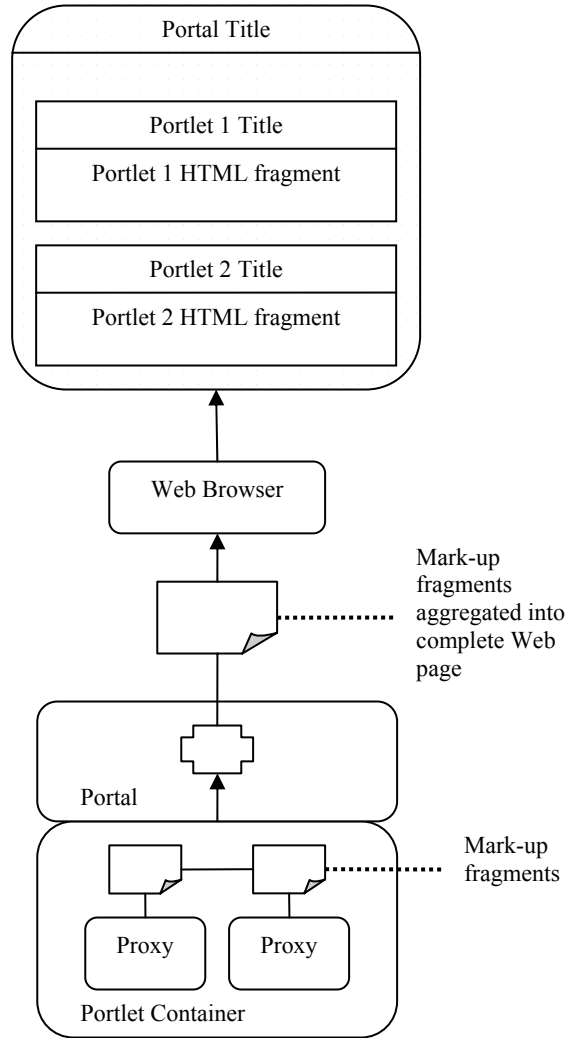 Portal Title
Portlet 1 Title
Portlet 1 HTML fragment
Portlet 2 Title
Portlet 2 HTML fragment
Web Browser
Mark-up
fragments
aggregated into
complete Web
page
Portal
Mark-up
fragments
Proxy
Proxy
Portlet Container